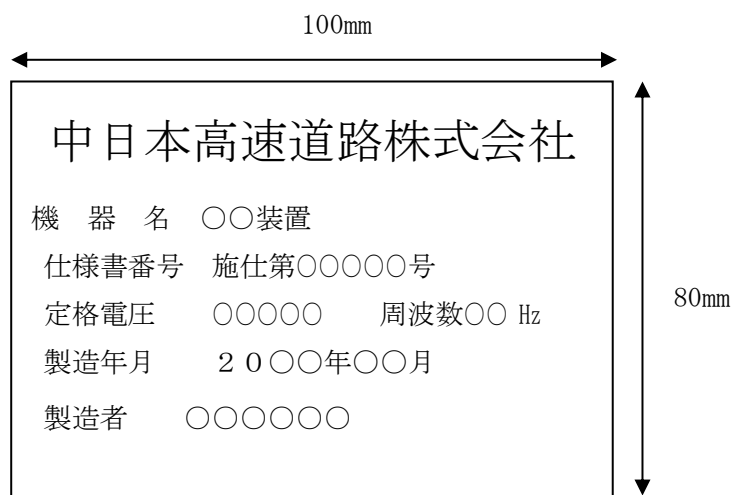 100mm
中日本高速道路株式会社
機　器　名　○○装置
仕様書番号　施仕第○○○○○号
定格電圧　　○○○○○　　周波数○○ Hz
80mm
製造年月　　２０○○年○○月
製造者　　○○○○○○